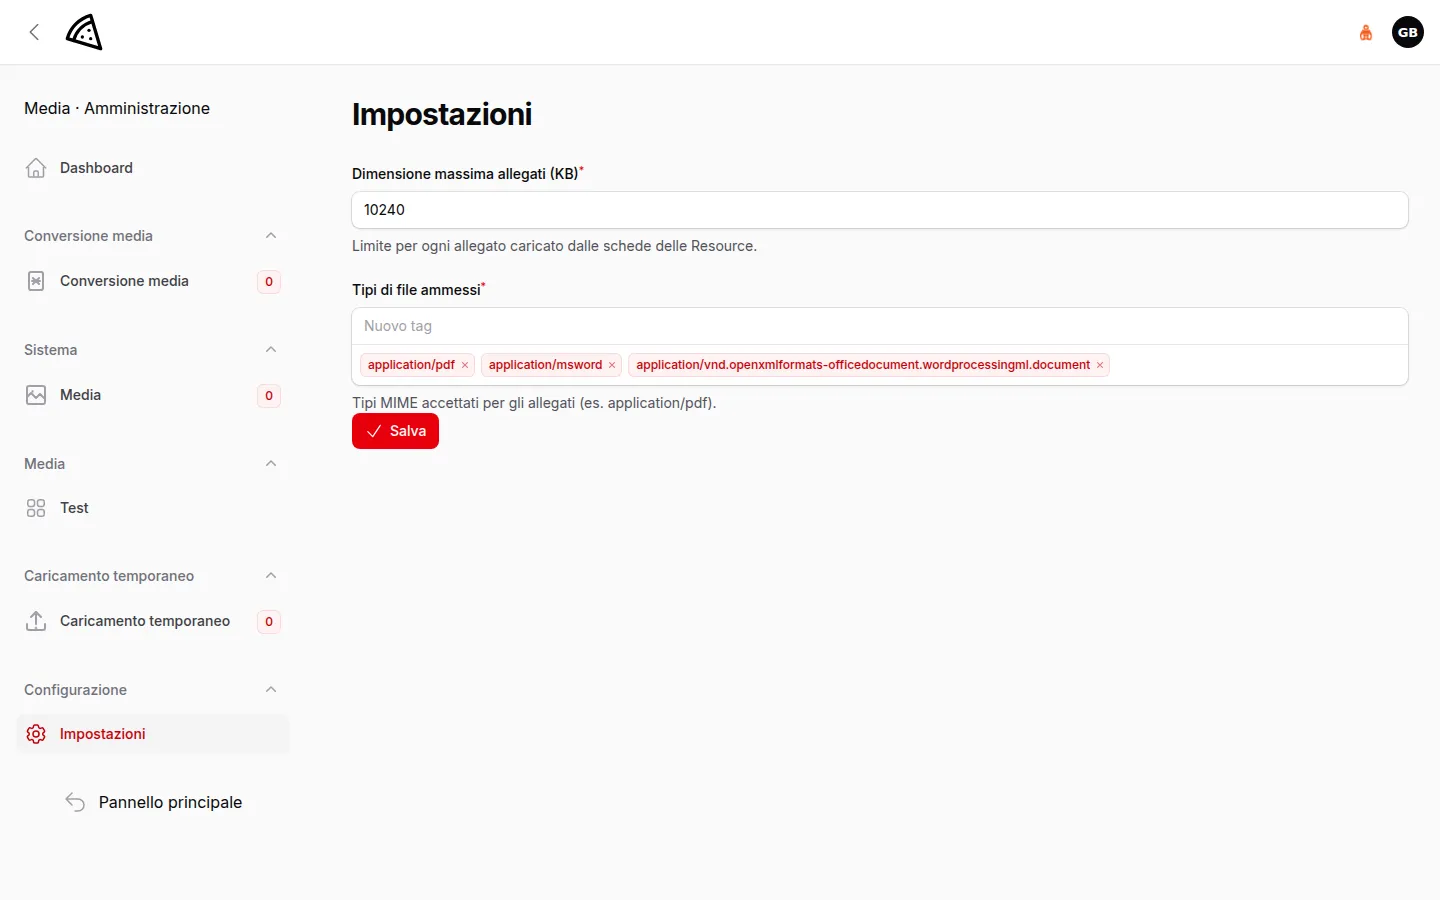 GB
Media · Amministrazione
Dashboard
Conversione media
Conversione media 0
Sistema
Media 0
Media
Test
Caricamento temporaneo
Caricamento temporaneo 0
Configurazione
Impostazioni
Pannello principale
Impostazioni
Dimensione massima allegati (KB)*
10240
Limite per ogni allegato caricato dalle schede delle Resource.
Tipi di file ammessi*
Nuovo tag
application/pdf × application/msword × application/vnd.openxmlformats-officedocument.wordprocessingml.document ×
Tipi MIME accettati per gli allegati (es. application/pdf).
Salva